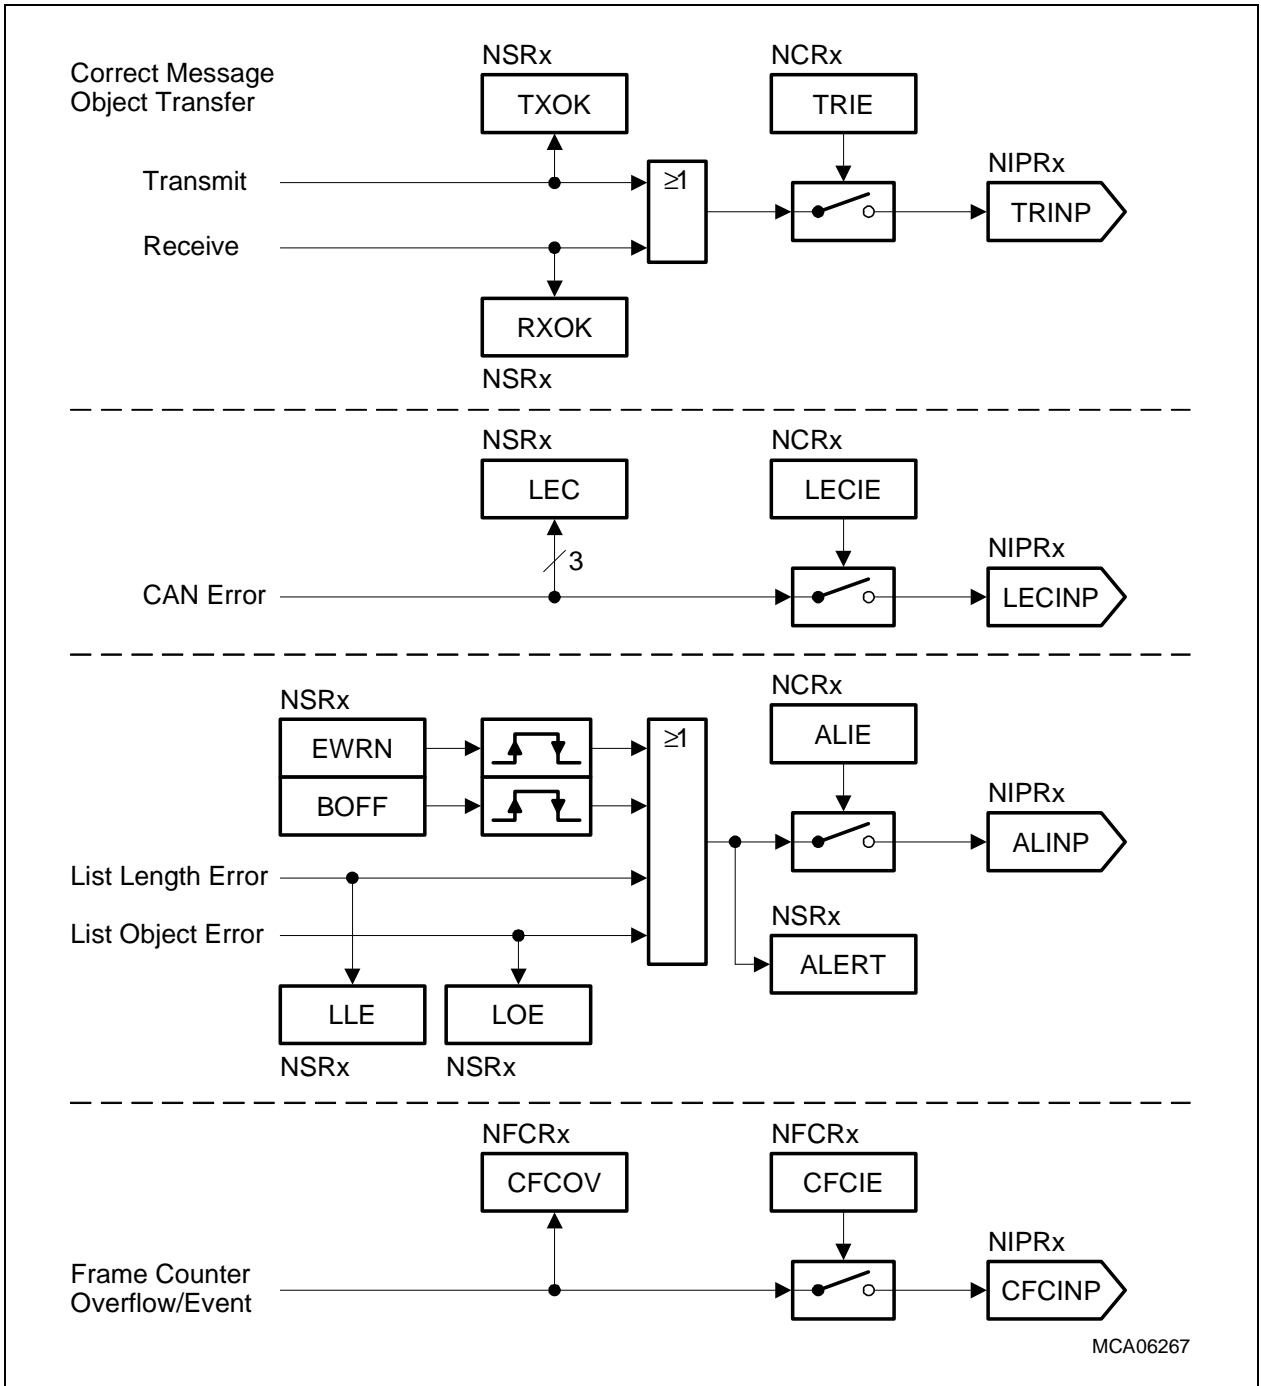 Correct Message
Object Transfer
NSRx
TXOK
NCRx
TRIE
Transmit
≥1
NIPRx
TRINP
Receive
RXOK
NSRx
NSRx
LEC
NCRx
LECIE
3
NIPRx
CAN Error
LECINP
NSRx
EWRN
BOFF
≥1
NCRx
ALIE
NIPRx
ALINP
List Length Error
List Object Error
NSRx
ALERT
LLE
LOE
NSRx
NSRx
NFCRx
CFCOV
NFCRx
CFCIE
NIPRx
Frame Counter
Overflow/Event
CFCINP
MCA06267